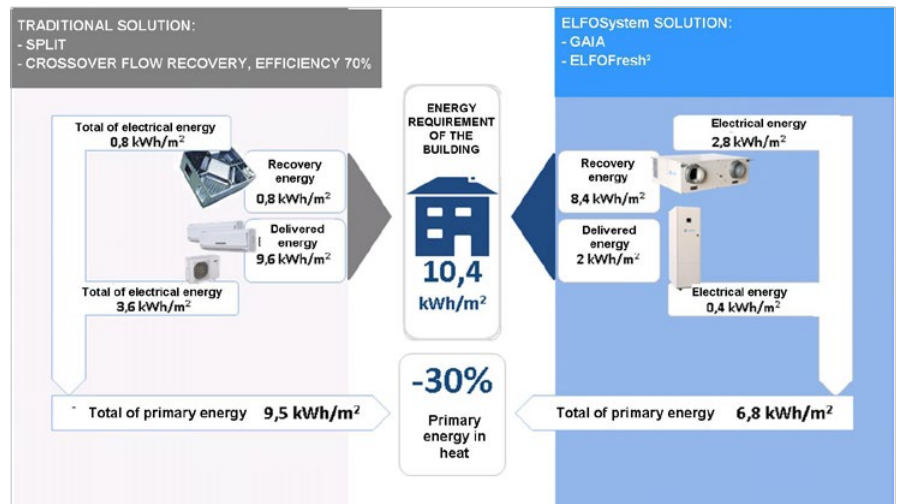 TRADITIONAL SOLUTION:
- SPLIT
- CROSSOVER FLOW RECOVERY, EFFICIENCY 70%
ELFOSystem SOLUTION:
- GAIA
- ELFOFresh²
Total of electrical energy
0,8 kWh/m²
Recovery
energy
0,8 kWh/m²
Delivered
energy
9,6 kWh/m²
Total of electrical energy
3,6 kWh/m²
ENERGY
REQUIREMENT
OF THE
BUILDING
10,4
kWh/m²
Electrical energy
2,8 kWh/m²
Recovery
energy
8,4 kWh/m²
Delivered
energy
2 kWh/m²
Electrical energy
0,4 kWh/m²
Total of primary energy 9,5 kWh/m²
-30%
Primary
energy in
heat
Total of primary energy 6,8 kWh/m²